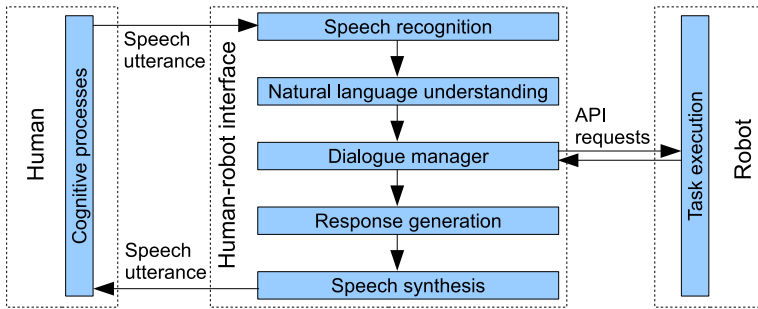 Human
Cognitive processes
Speech
utterance
Speech
utterance
Human-robot interface
Speech recognition
Natural language understanding
Dialogue manager
Response generation
Speech synthesis
API
requests
Task execution
Robot